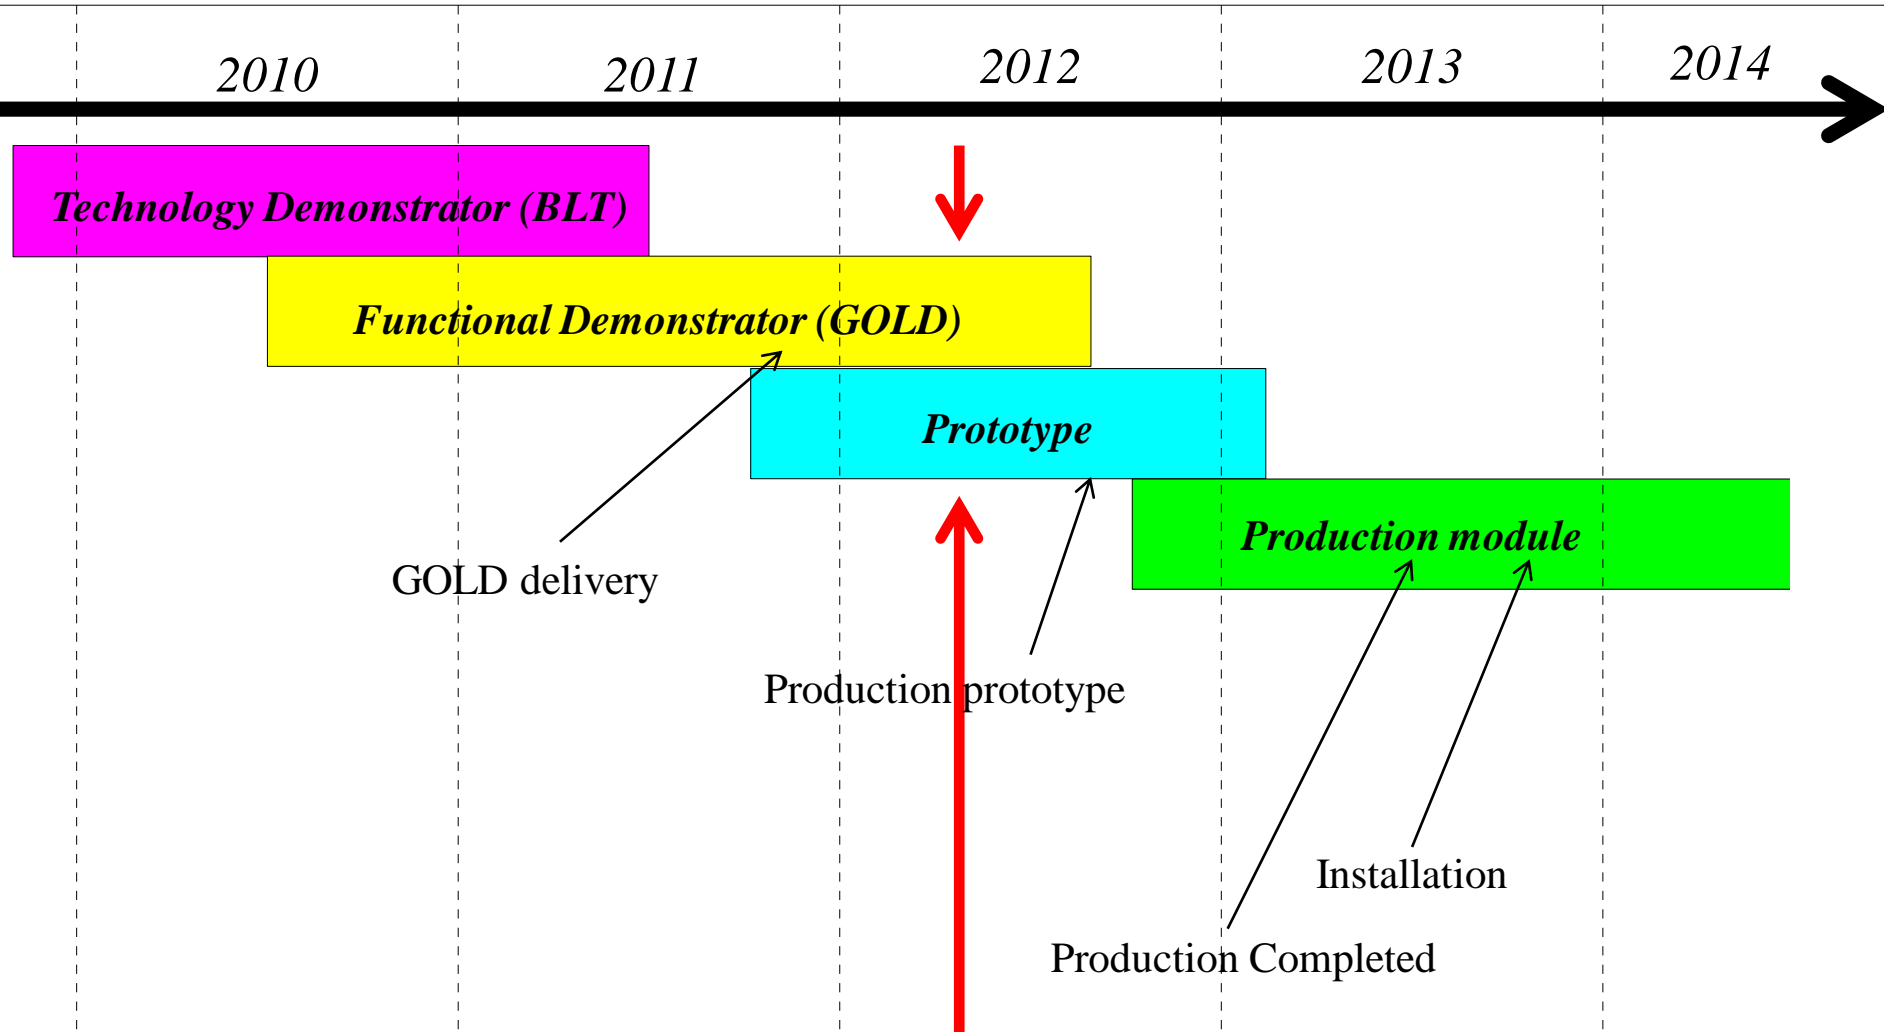 2010
2011
2012
2013
2014
Technology Demonstrator (BLT)
Functional Demonstrator (GOLD)
Prototype
Production module
GOLD delivery
Production prototype
Installation
Production Completed